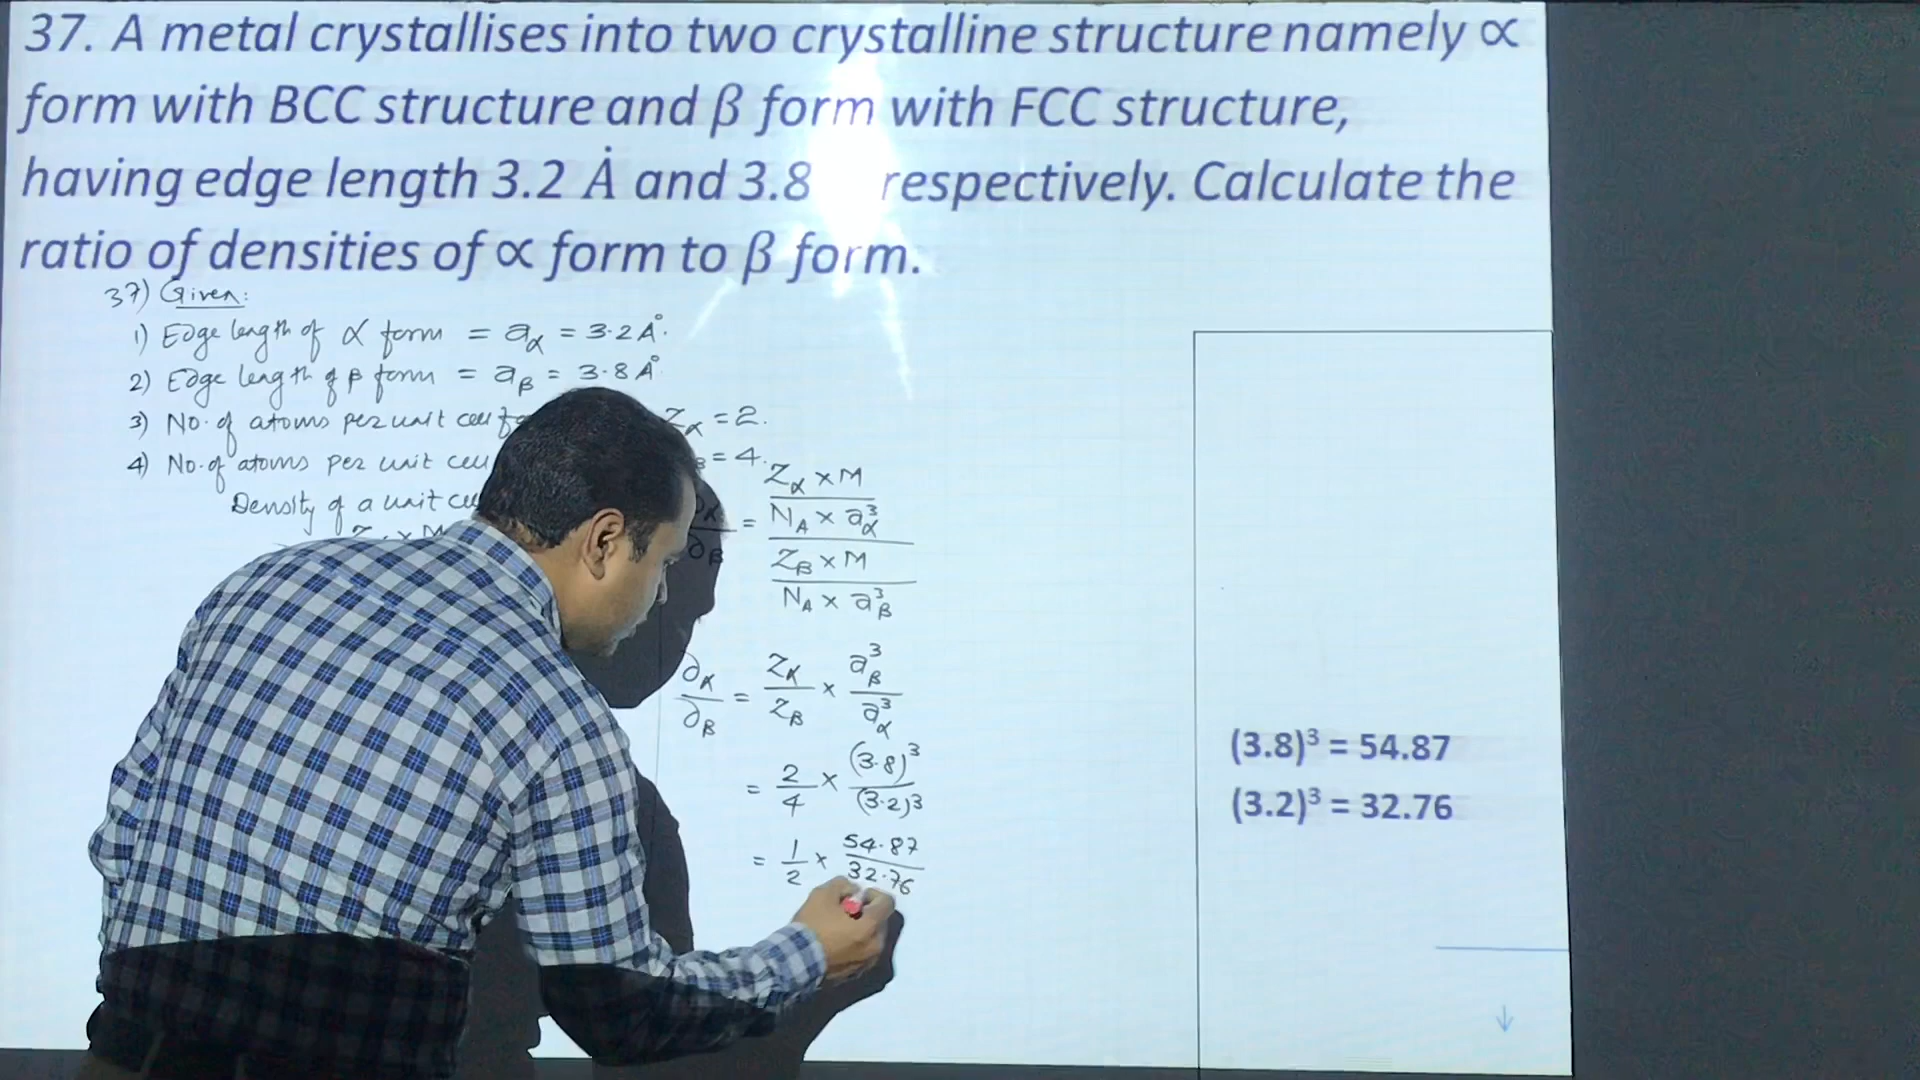 37. A metal crystallises into two crystalline structure namely ∝
form with BCC structure and β form with FCC structure,
having edge length 3.2 Ȧ and 3.8 respectively. Calculate the
ratio of densities of ∝ form to β form.
37) Given:
1) Edge length of α form = aα = 3.2 A°.
2) Edge length of β form = aβ = 3.8 A°.
3) No. of atoms per unit cell Zα = 2.
4) No. of atoms per unit cell = 4.
Density of a unit cell
∂α/∂β = (Zα × M / NA × aα³) / (Zβ × M / NA × aβ³)
∂α/∂β = Zα/Zβ × aβ³/aα³
= 2/4 × (3.8)³/(3.2)³
= 1/2 × 54.87/32.76
(3.8)³ = 54.87
(3.2)³ = 32.76